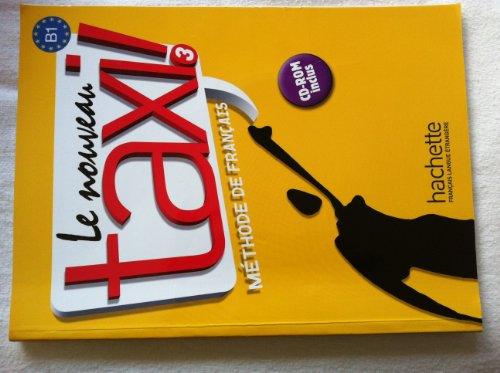 B1
Le nouveau
taxi!
3
MÉTHODE DE FRANÇAIS
CD-ROM
inclus
hachette
FRANÇAIS LANGUE ÉTRANGÈRE